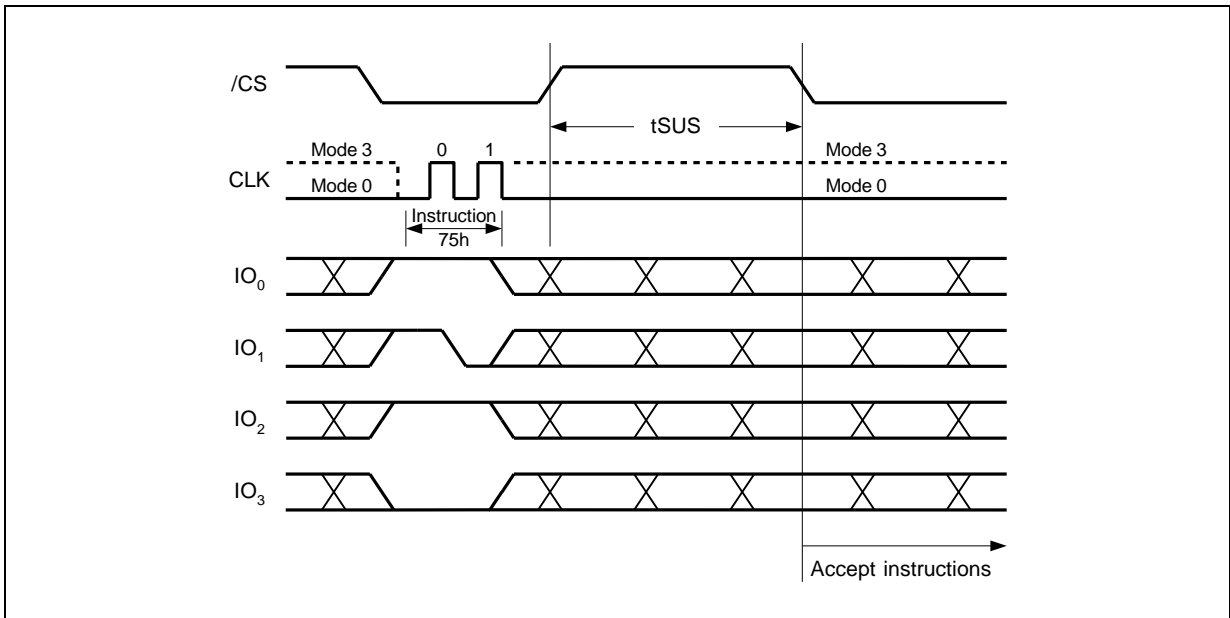 /CS
tSUS
Mode 3 0 1 Mode 3
CLK
Mode 0 Mode 0
Instruction
75h
IO0
IO1
IO2
IO3
Accept instructions